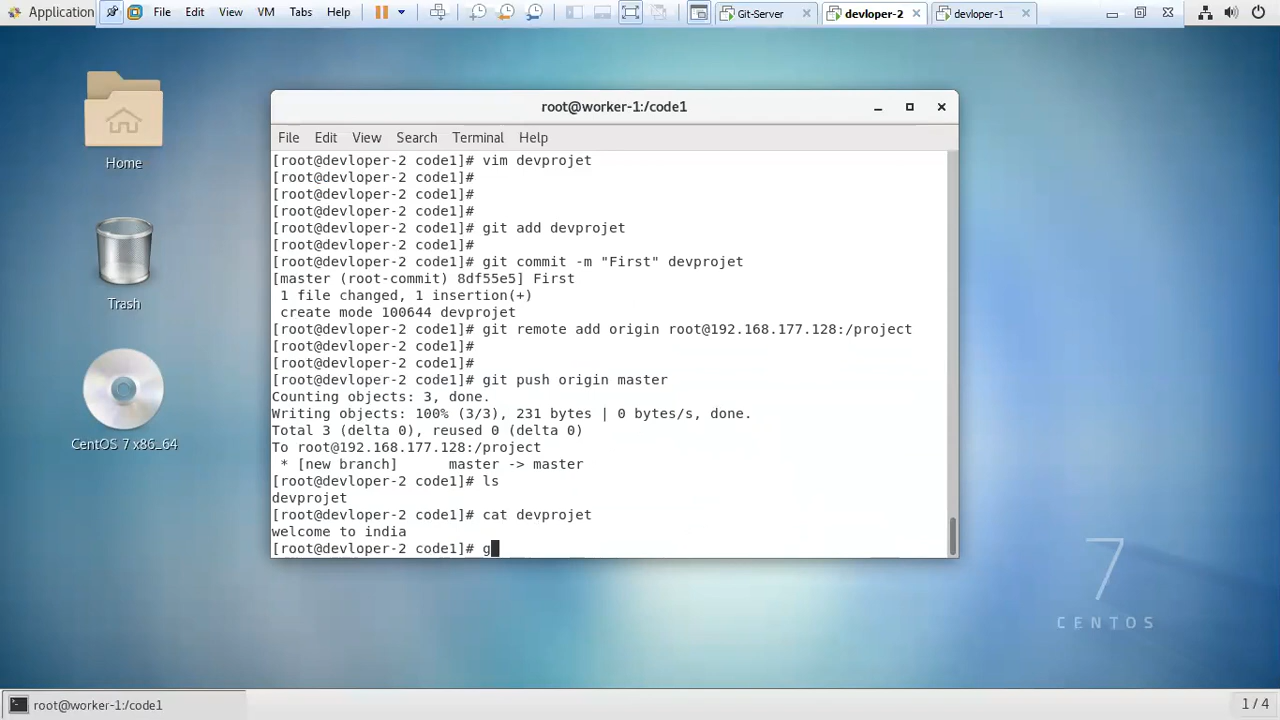 Application File Edit View VM Tabs Help Git-Server devloper-2 devloper-1
root@worker-1:/code1
File Edit View Search Terminal Help
[root@devloper-2 code1]# vim devprojet
[root@devloper-2 code1]#
[root@devloper-2 code1]#
[root@devloper-2 code1]#
[root@devloper-2 code1]# git add devprojet
[root@devloper-2 code1]#
[root@devloper-2 code1]# git commit -m "First" devprojet
[master (root-commit) 8df55e5] First
1 file changed, 1 insertion(+)
create mode 100644 devprojet
[root@devloper-2 code1]# git remote add origin root@192.168.177.128:/project
[root@devloper-2 code1]#
[root@devloper-2 code1]#
[root@devloper-2 code1]# git push origin master
Counting objects: 3, done.
Writing objects: 100% (3/3), 231 bytes | 0 bytes/s, done.
Total 3 (delta 0), reused 0 (delta 0)
To root@192.168.177.128:/project
* [new branch]      master -> master
[root@devloper-2 code1]# ls
devprojet
[root@devloper-2 code1]# cat devprojet
welcome to india
[root@devloper-2 code1]# g
Home
Trash
CentOS 7 x86_64
7
CENTOS
root@worker-1:/code1
1 / 4